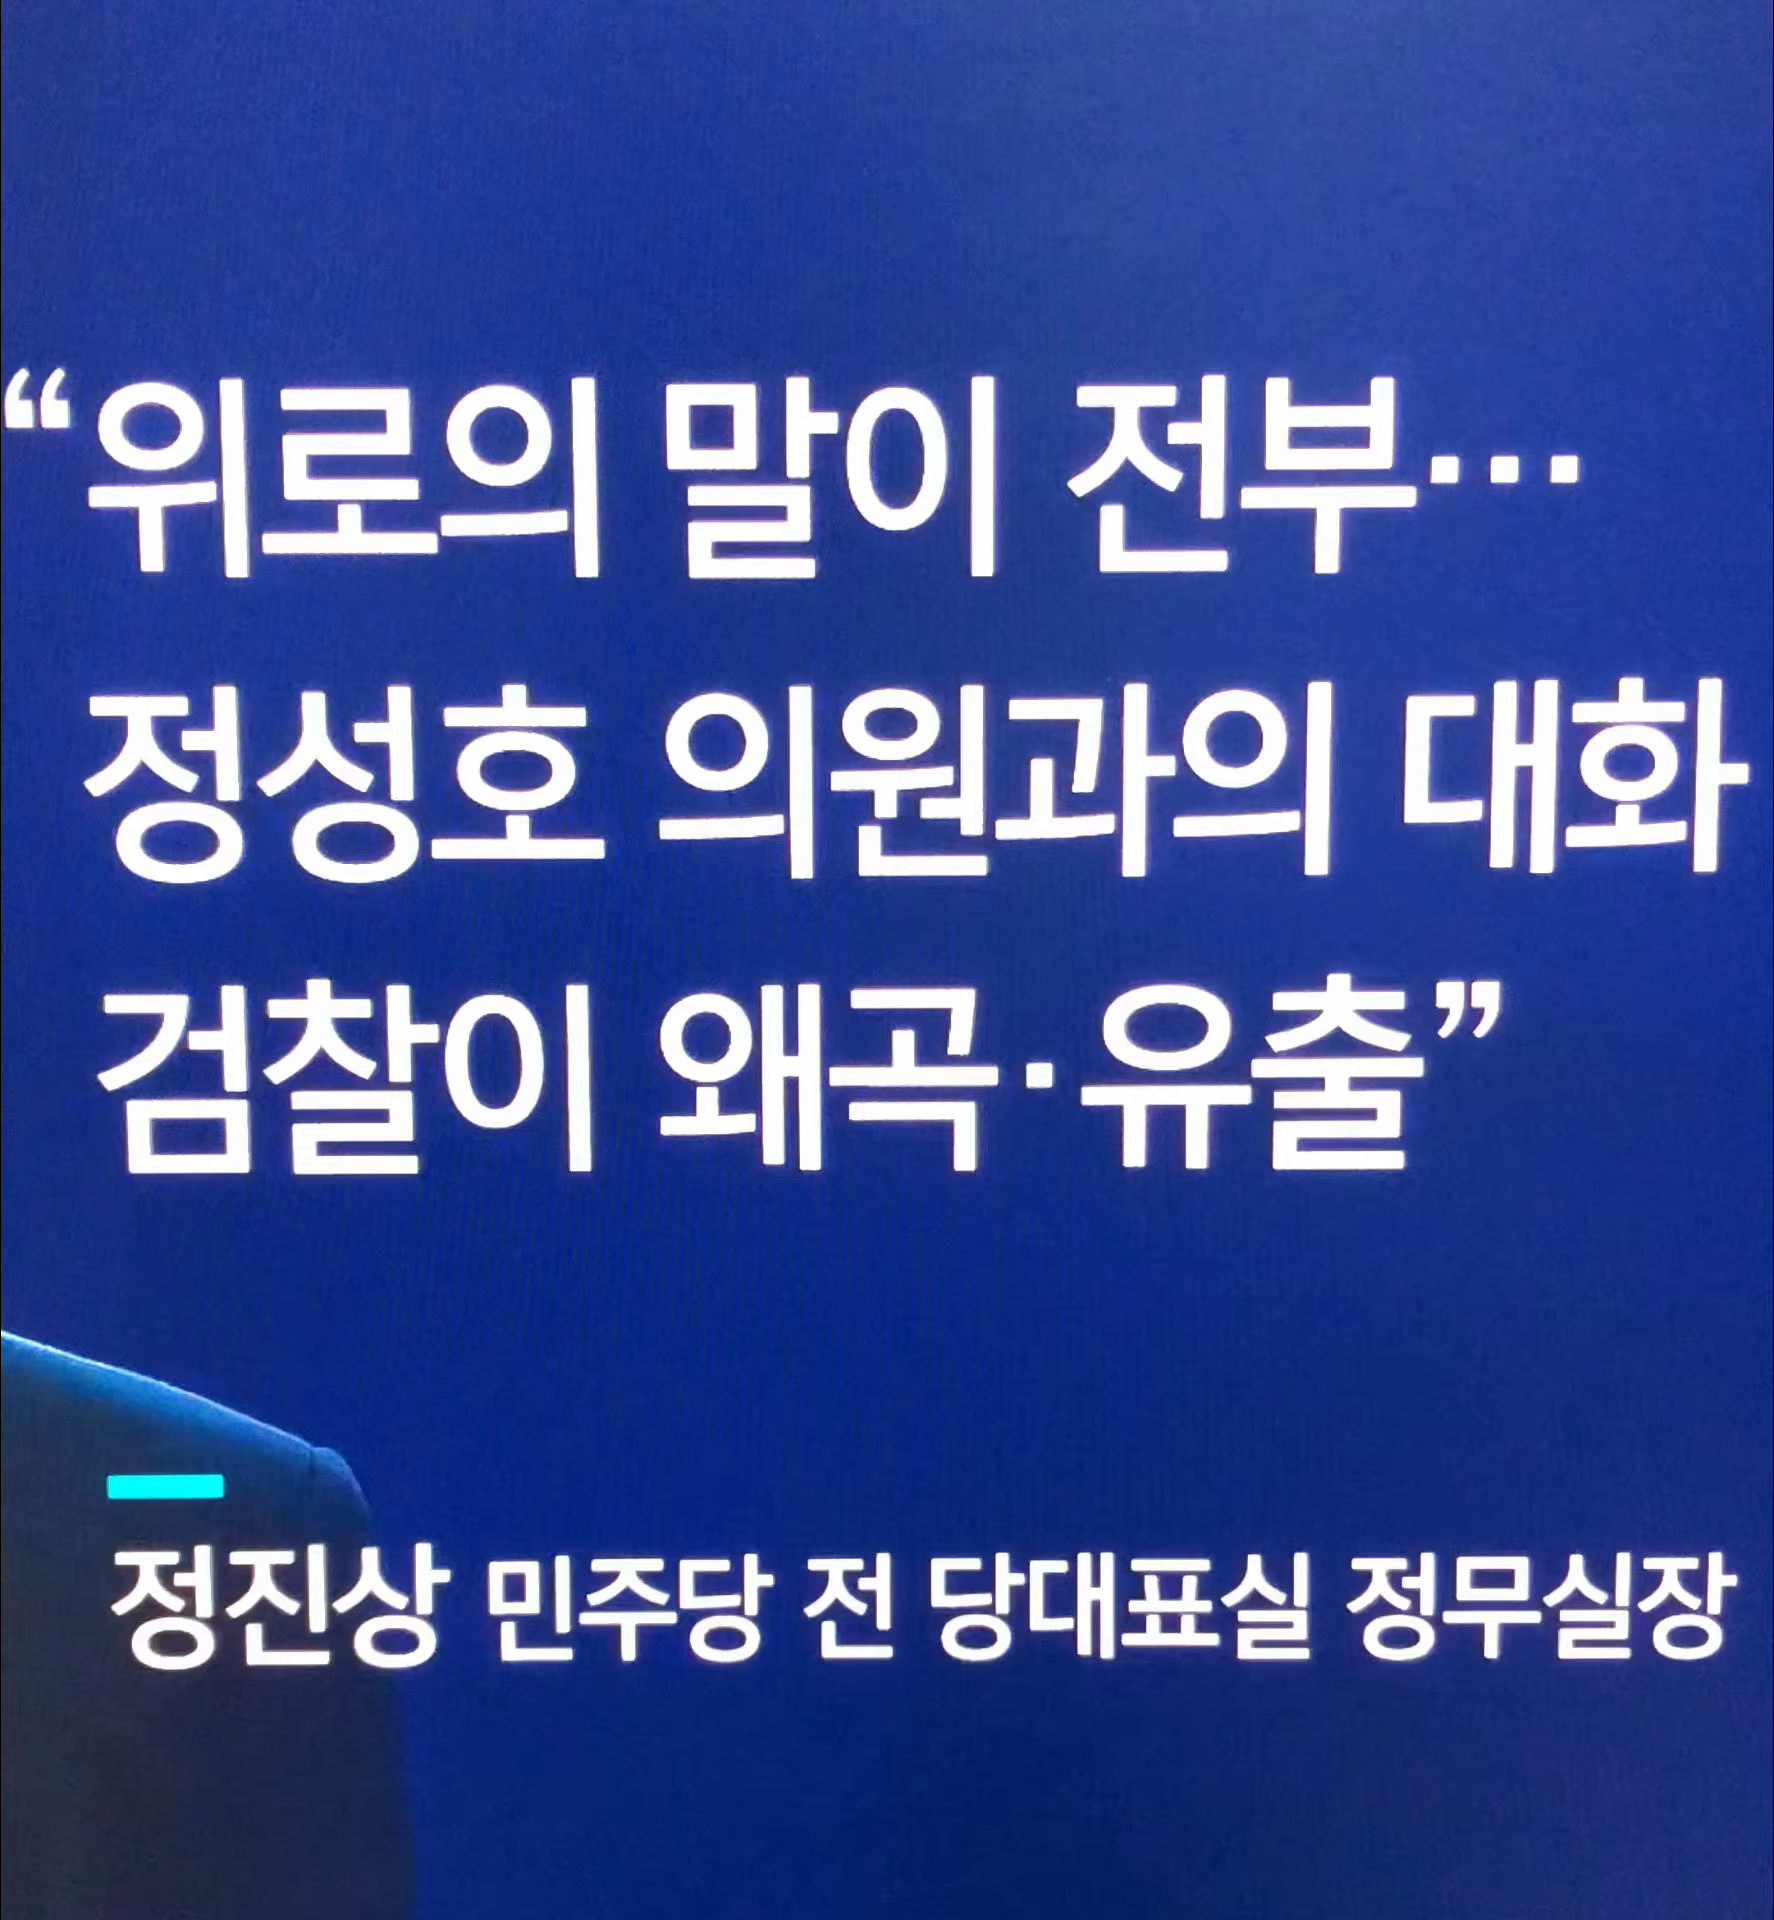 “위로의 말이 전부…
정성호 의원과의 대화
검찰이 왜곡·유출”
정진상 민주당 전 당대표실 정무실장